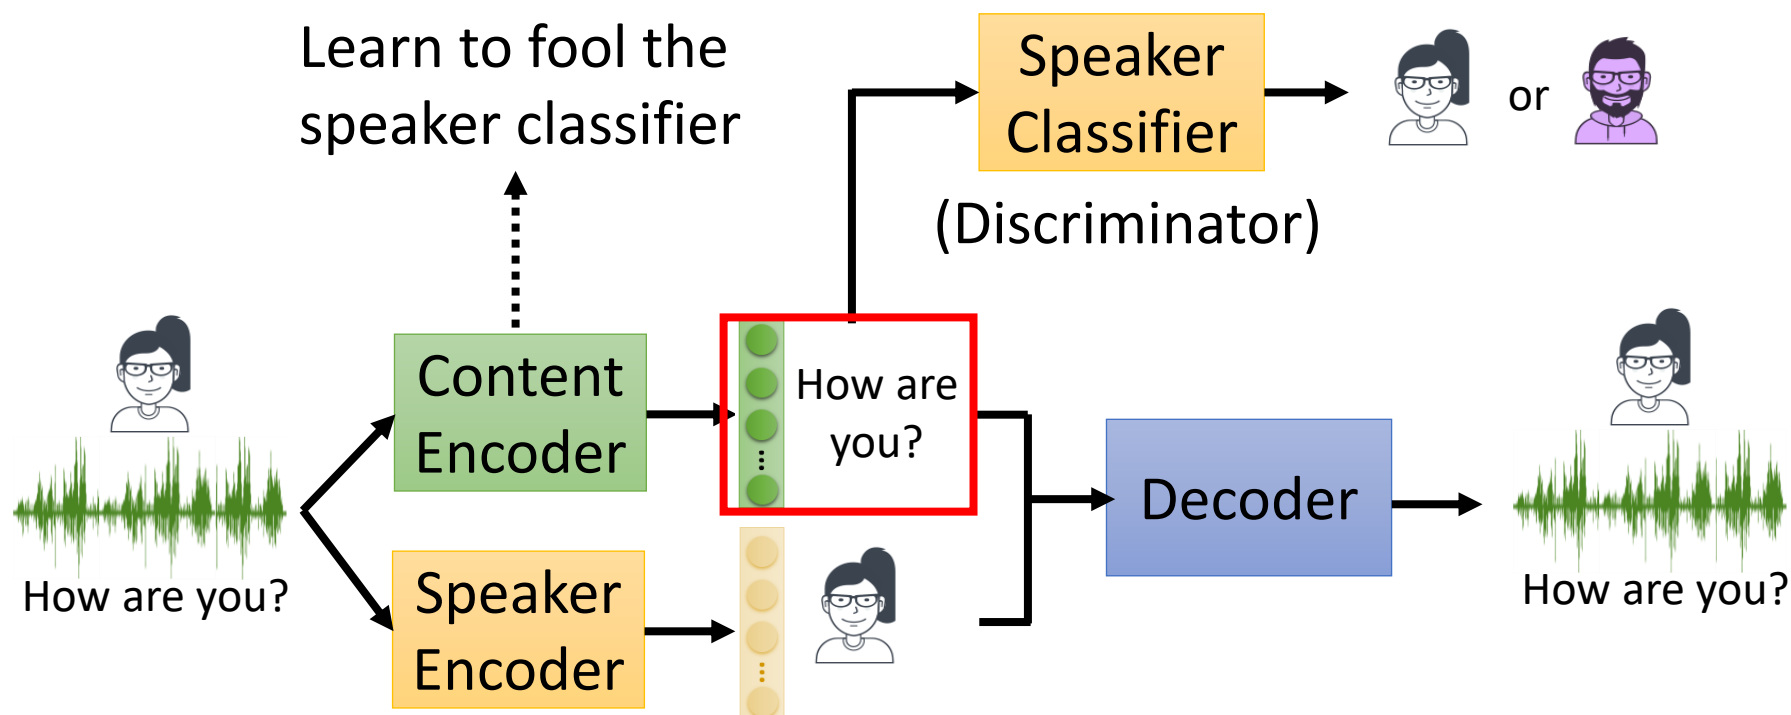 Learn to fool the
speaker classifier
Speaker
Classifier
or
(Discriminator)
Content
Encoder
How are
you?
Decoder
How are you?
Speaker
Encoder
How are you?